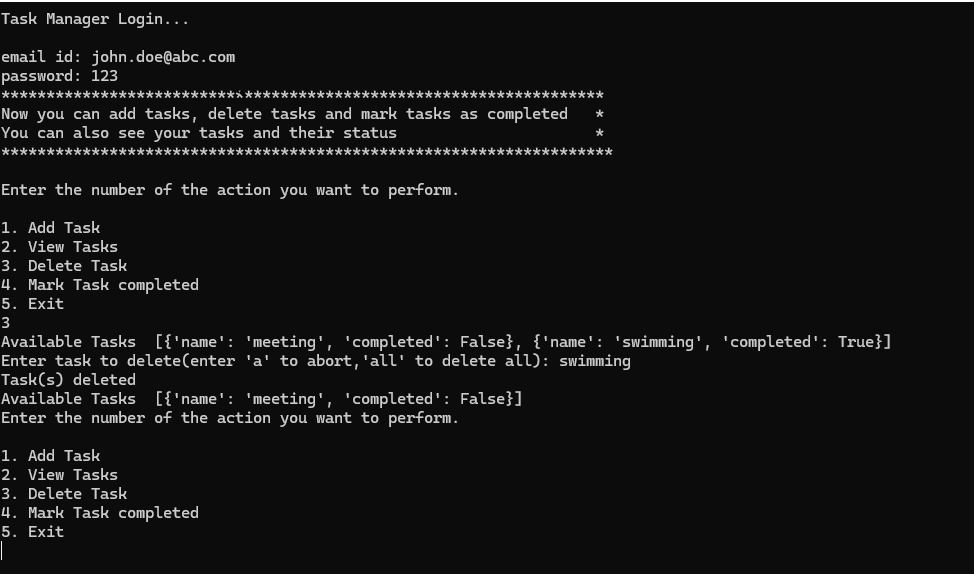 Task Manager Login...
email id: john.doe@abc.com
password: 123
*******************************************************************
Now you can add tasks, delete tasks and mark tasks as completed   *
You can also see your tasks and their status                      *
********************************************************************
Enter the number of the action you want to perform.
1. Add Task
2. View Tasks
3. Delete Task
4. Mark Task completed
5. Exit
3
Available Tasks  [{'name': 'meeting', 'completed': False}, {'name': 'swimming', 'completed': True}]
Enter task to delete(enter 'a' to abort,'all' to delete all): swimming
Task(s) deleted
Available Tasks  [{'name': 'meeting', 'completed': False}]
Enter the number of the action you want to perform.
1. Add Task
2. View Tasks
3. Delete Task
4. Mark Task completed
5. Exit